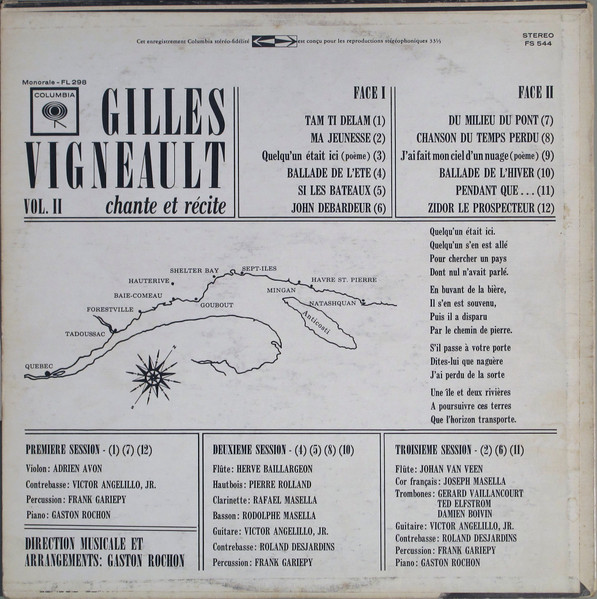 Cet enregistrement Columbia stéréo-fidélité est conçu pour les reproductions stéréophoniques 33⅓
STEREO
FS 544
Monorale - FL 298
COLUMBIA
GILLES
VIGNEAULT
VOL. II chante et récite
FACE I
TAM TI DELAM (1)
MA JEUNESSE (2)
Quelqu'un était ici (poème) (3)
BALLADE DE L'ETE (4)
SI LES BATEAUX (5)
JOHN DEBARDEUR (6)
FACE II
DU MILIEU DU PONT (7)
CHANSON DU TEMPS PERDU (8)
J'ai fait mon ciel d'un nuage (poème) (9)
BALLADE DE L'HIVER (10)
PENDANT QUE... (11)
ZIDOR LE PROSPECTEUR (12)
SHELTER BAY
SEPT-ILES
HAUTERIVE
HAVRE ST. PIERRE
MINGAN
BAIE-COMEAU
NATASHQUAN
GOUBOUT
FORESTVILLE
Anticosti
TADOUSSAC
QUEBEC
Quelqu'un était ici.
Quelqu'un s'en est allé
Pour chercher un pays
Dont nul n'avait parlé.
En buvant de la bière,
Il s'en est souvenu,
Puis il a disparu
Par le chemin de pierre.
S'il passe à votre porte
Dites-lui que naguère
J'ai perdu de la sorte
Une île et deux rivières
A poursuivre ces terres
Que l'horizon transporte.
PREMIERE SESSION - (1) (7) (12)
Violon: ADRIEN AVON
Contrebasse: VICTOR ANGELILLO, JR.
Percussion: FRANK GARIEPY
Piano: GASTON ROCHON
DIRECTION MUSICALE ET
ARRANGEMENTS: GASTON ROCHON
DEUXIEME SESSION - (4) (5) (8) (10)
Flûte: HERVE BAILLARGEON
Hautbois: PIERRE ROLLAND
Clarinette: RAFAEL MASELLA
Basson: RODOLPHE MASELLA
Guitare: VICTOR ANGELILLO, JR.
Contrebasse: ROLAND DESJARDINS
Percussion: FRANK GARIEPY
TROISIEME SESSION - (2) (6) (11)
Flûte: JOHAN VAN VEEN
Cor français: JOSEPH MASELLA
Trombones: GERARD VAILLANCOURT
TED ELFSTROM
DAMIEN BOIVIN
Guitaire: VICTOR ANGELILLO, JR.
Contrebasse: ROLAND DESJARDINS
Percussion: FRANK GARIEPY
Piano: GASTON ROCHON